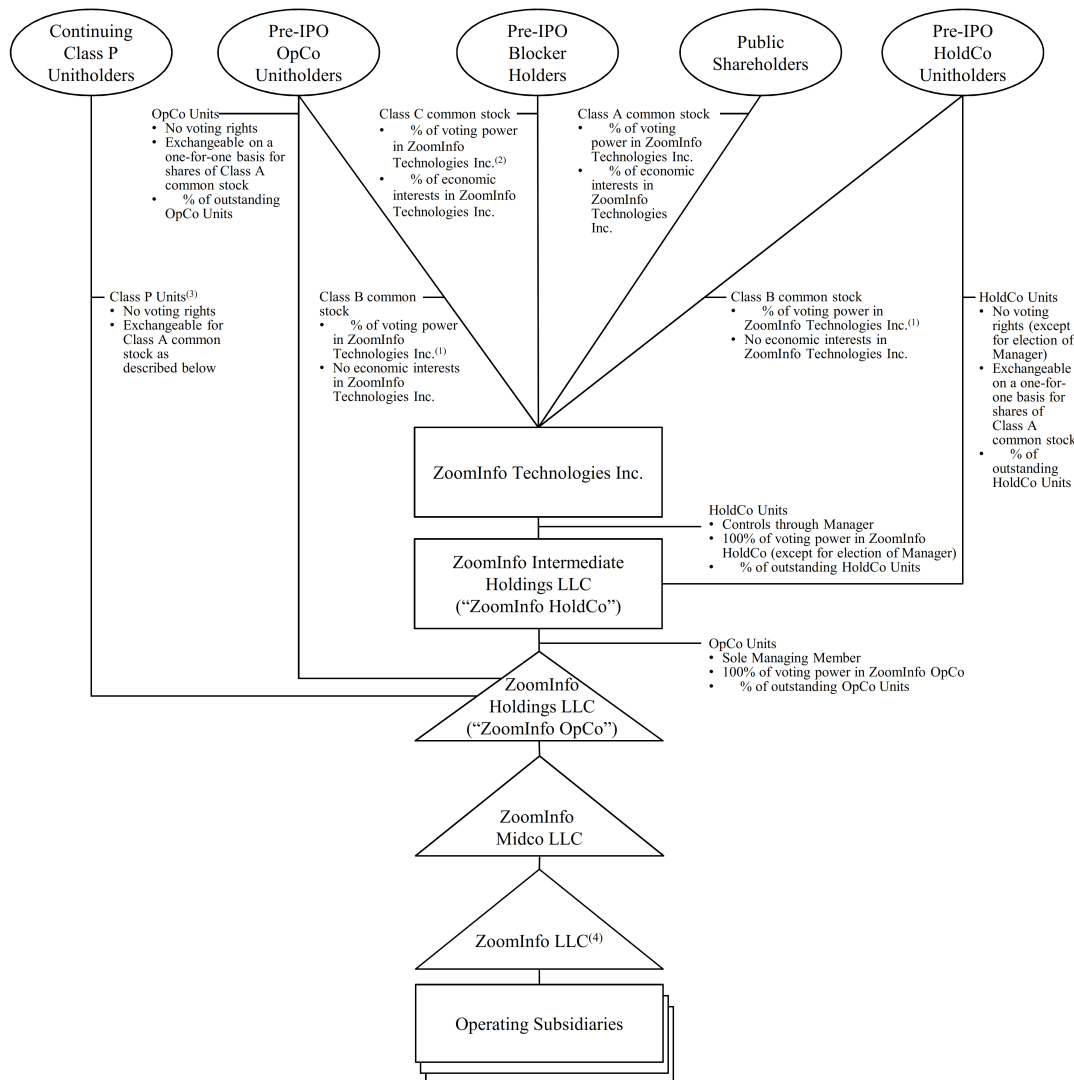 Continuing
Class P
Unitholders
Pre-IPO
OpCo
Unitholders
Pre-IPO
Blocker
Holders
Public
Shareholders
Pre-IPO
HoldCo
Unitholders
OpCo Units
• No voting rights
• Exchangeable on a
one-for-one basis for
shares of Class A
common stock
• % of outstanding
OpCo Units
Class C common stock
• % of voting power
in ZoomInfo
Technologies Inc.(2)
• % of economic
interests in ZoomInfo
Technologies Inc.
Class A common stock
• % of voting
power in ZoomInfo
Technologies Inc.
• % of economic
interests in
ZoomInfo
Technologies
Inc.
Class P Units(3)
• No voting rights
• Exchangeable for
Class A common
stock as
described below
Class B common
stock
• % of voting power
in ZoomInfo
Technologies Inc.(1)
• No economic interests
in ZoomInfo
Technologies Inc.
Class B common stock
• % of voting power in
ZoomInfo Technologies Inc.(1)
• No economic interests in
ZoomInfo Technologies Inc.
HoldCo Units
• No voting
rights (except
for election of
Manager)
• Exchangeable
on a one-for-
one basis for
shares of
Class A
common stock
• % of
outstanding
HoldCo Units
ZoomInfo Technologies Inc.
HoldCo Units
• Controls through Manager
• 100% of voting power in ZoomInfo
HoldCo (except for election of Manager)
• % of outstanding HoldCo Units
ZoomInfo Intermediate
Holdings LLC
(“ZoomInfo HoldCo”)
OpCo Units
• Sole Managing Member
• 100% of voting power in ZoomInfo OpCo
• % of outstanding OpCo Units
ZoomInfo
Holdings LLC
(“ZoomInfo OpCo”)
ZoomInfo
Midco LLC
ZoomInfo LLC(4)
Operating Subsidiaries